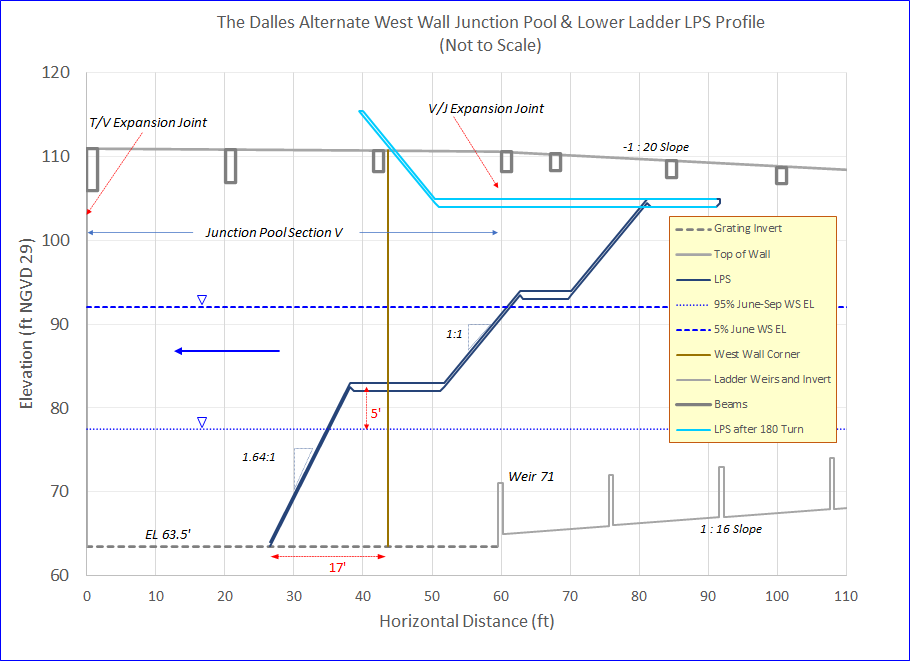 The Dalles Alternate West Wall Junction Pool & Lower Ladder LPS Profile
(Not to Scale)
Elevation (ft NGVD 29)
120
110
100
90
80
70
60
T/V Expansion Joint
V/J Expansion Joint
-1 : 20 Slope
Junction Pool Section V
1:1
5'
1.64:1
Weir 71
EL 63.5'
1 : 16 Slope
17'
Grating Invert
Top of Wall
LPS
95% June-Sep WS EL
5% June WS EL
West Wall Corner
Ladder Weirs and Invert
Beams
LPS after 180 Turn
0 10 20 30 40 50 60 70 80 90 100 110
Horizontal Distance (ft)